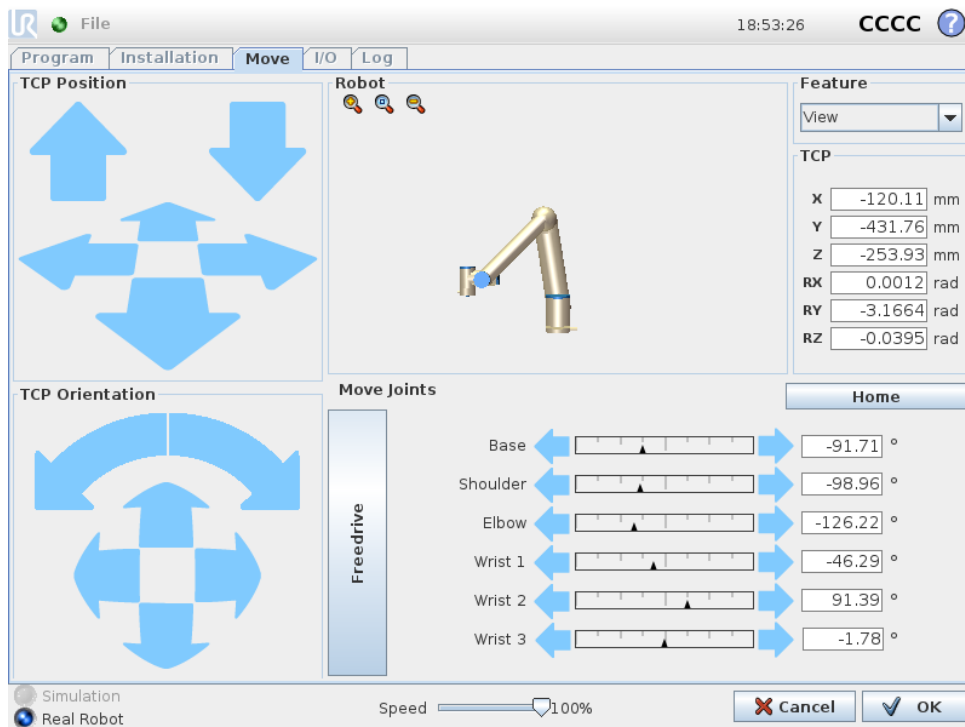 UR File 18:53:26 CCCC ?
Program Installation Move I/O Log
TCP Position
Robot
Feature
View
TCP
X -120.11 mm
Y -431.76 mm
Z -253.93 mm
RX 0.0012 rad
RY -3.1664 rad
RZ -0.0395 rad
TCP Orientation
Move Joints
Home
Freedrive
Base -91.71 °
Shoulder -98.96 °
Elbow -126.22 °
Wrist 1 -46.29 °
Wrist 2 91.39 °
Wrist 3 -1.78 °
Simulation
Real Robot
Speed 100%
Cancel OK